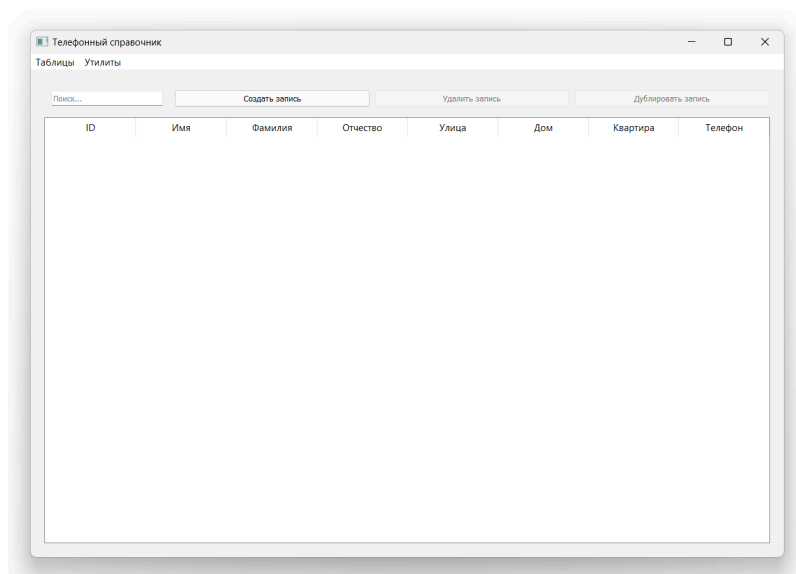 Телефонный справочник
Таблицы Утилиты
Поиск... Создать запись Удалить запись Дублировать запись
ID Имя Фамилия Отчество Улица Дом Квартира Телефон